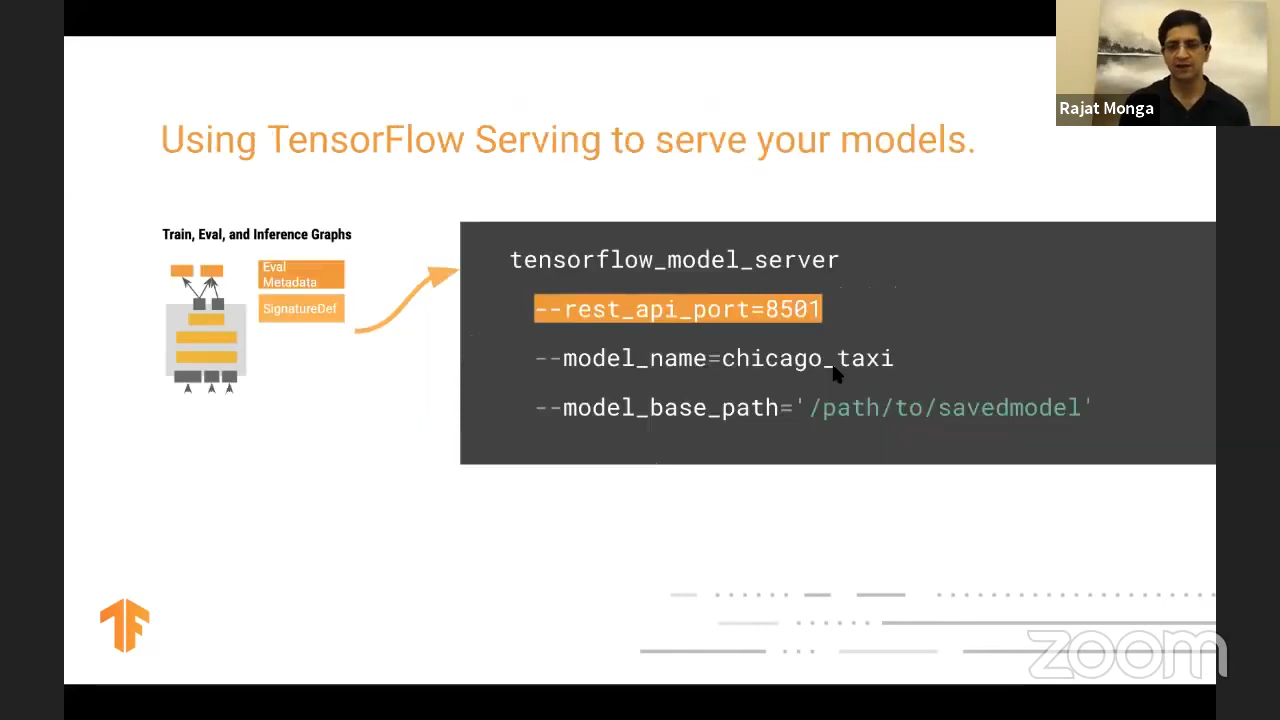 Rajat Monga
Using TensorFlow Serving to serve your models.
Train, Eval, and Inference Graphs
Eval
Metadata
SignatureDef
tensorflow_model_server
--rest_api_port=8501
--model_name=chicago_taxi
--model_base_path='/path/to/savedmodel'
zoom